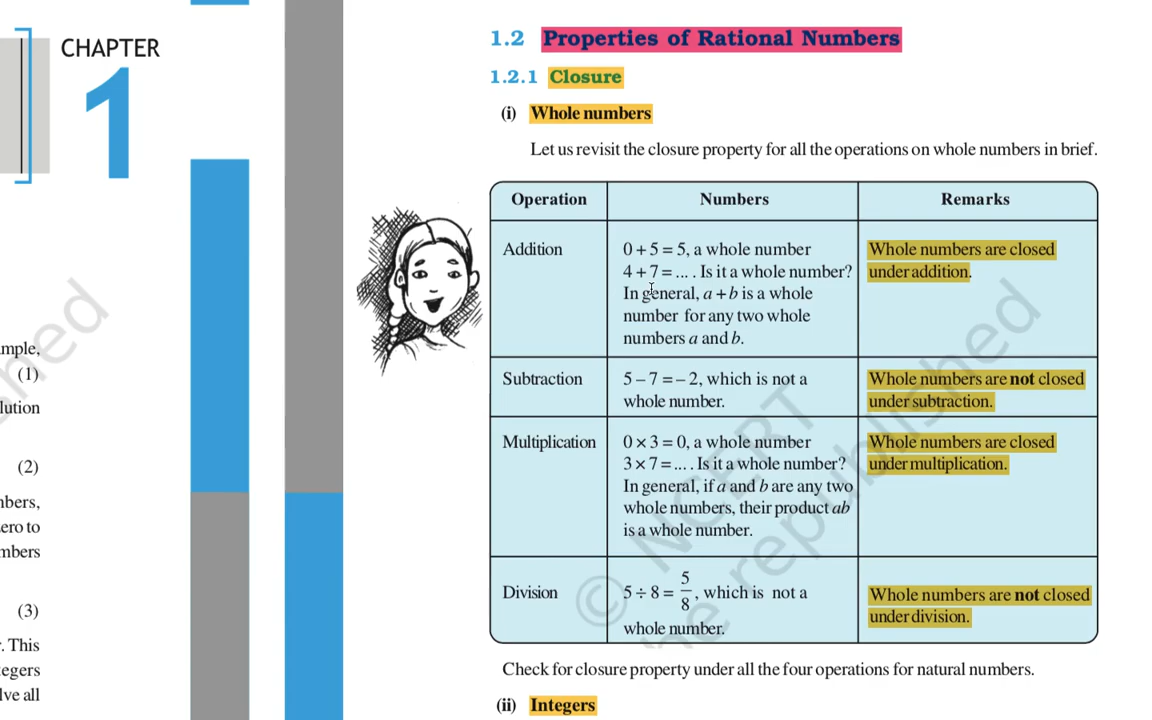 CHAPTER
1
ample,
(1)
lution
(2)
mbers,
ero to
mbers
(3)
. This
tegers
lve all
1.2 Properties of Rational Numbers
1.2.1 Closure
(i) Whole numbers
Let us revisit the closure property for all the operations on whole numbers in brief.
Operation Numbers Remarks
Addition 0 + 5 = 5, a whole number Whole numbers are closed
4 + 7 = ... . Is it a whole number? under addition.
In general, a + b is a whole
number for any two whole
numbers a and b.
Subtraction 5 – 7 = – 2, which is not a Whole numbers are not closed
whole number. under subtraction.
Multiplication 0 × 3 = 0, a whole number Whole numbers are closed
3 × 7 = ... . Is it a whole number? under multiplication.
In general, if a and b are any two
whole numbers, their product ab
is a whole number.
Division 5 ÷ 8 = 5/8, which is not a Whole numbers are not closed
whole number. under division.
Check for closure property under all the four operations for natural numbers.
(ii) Integers
© NCERT
he republished
hed